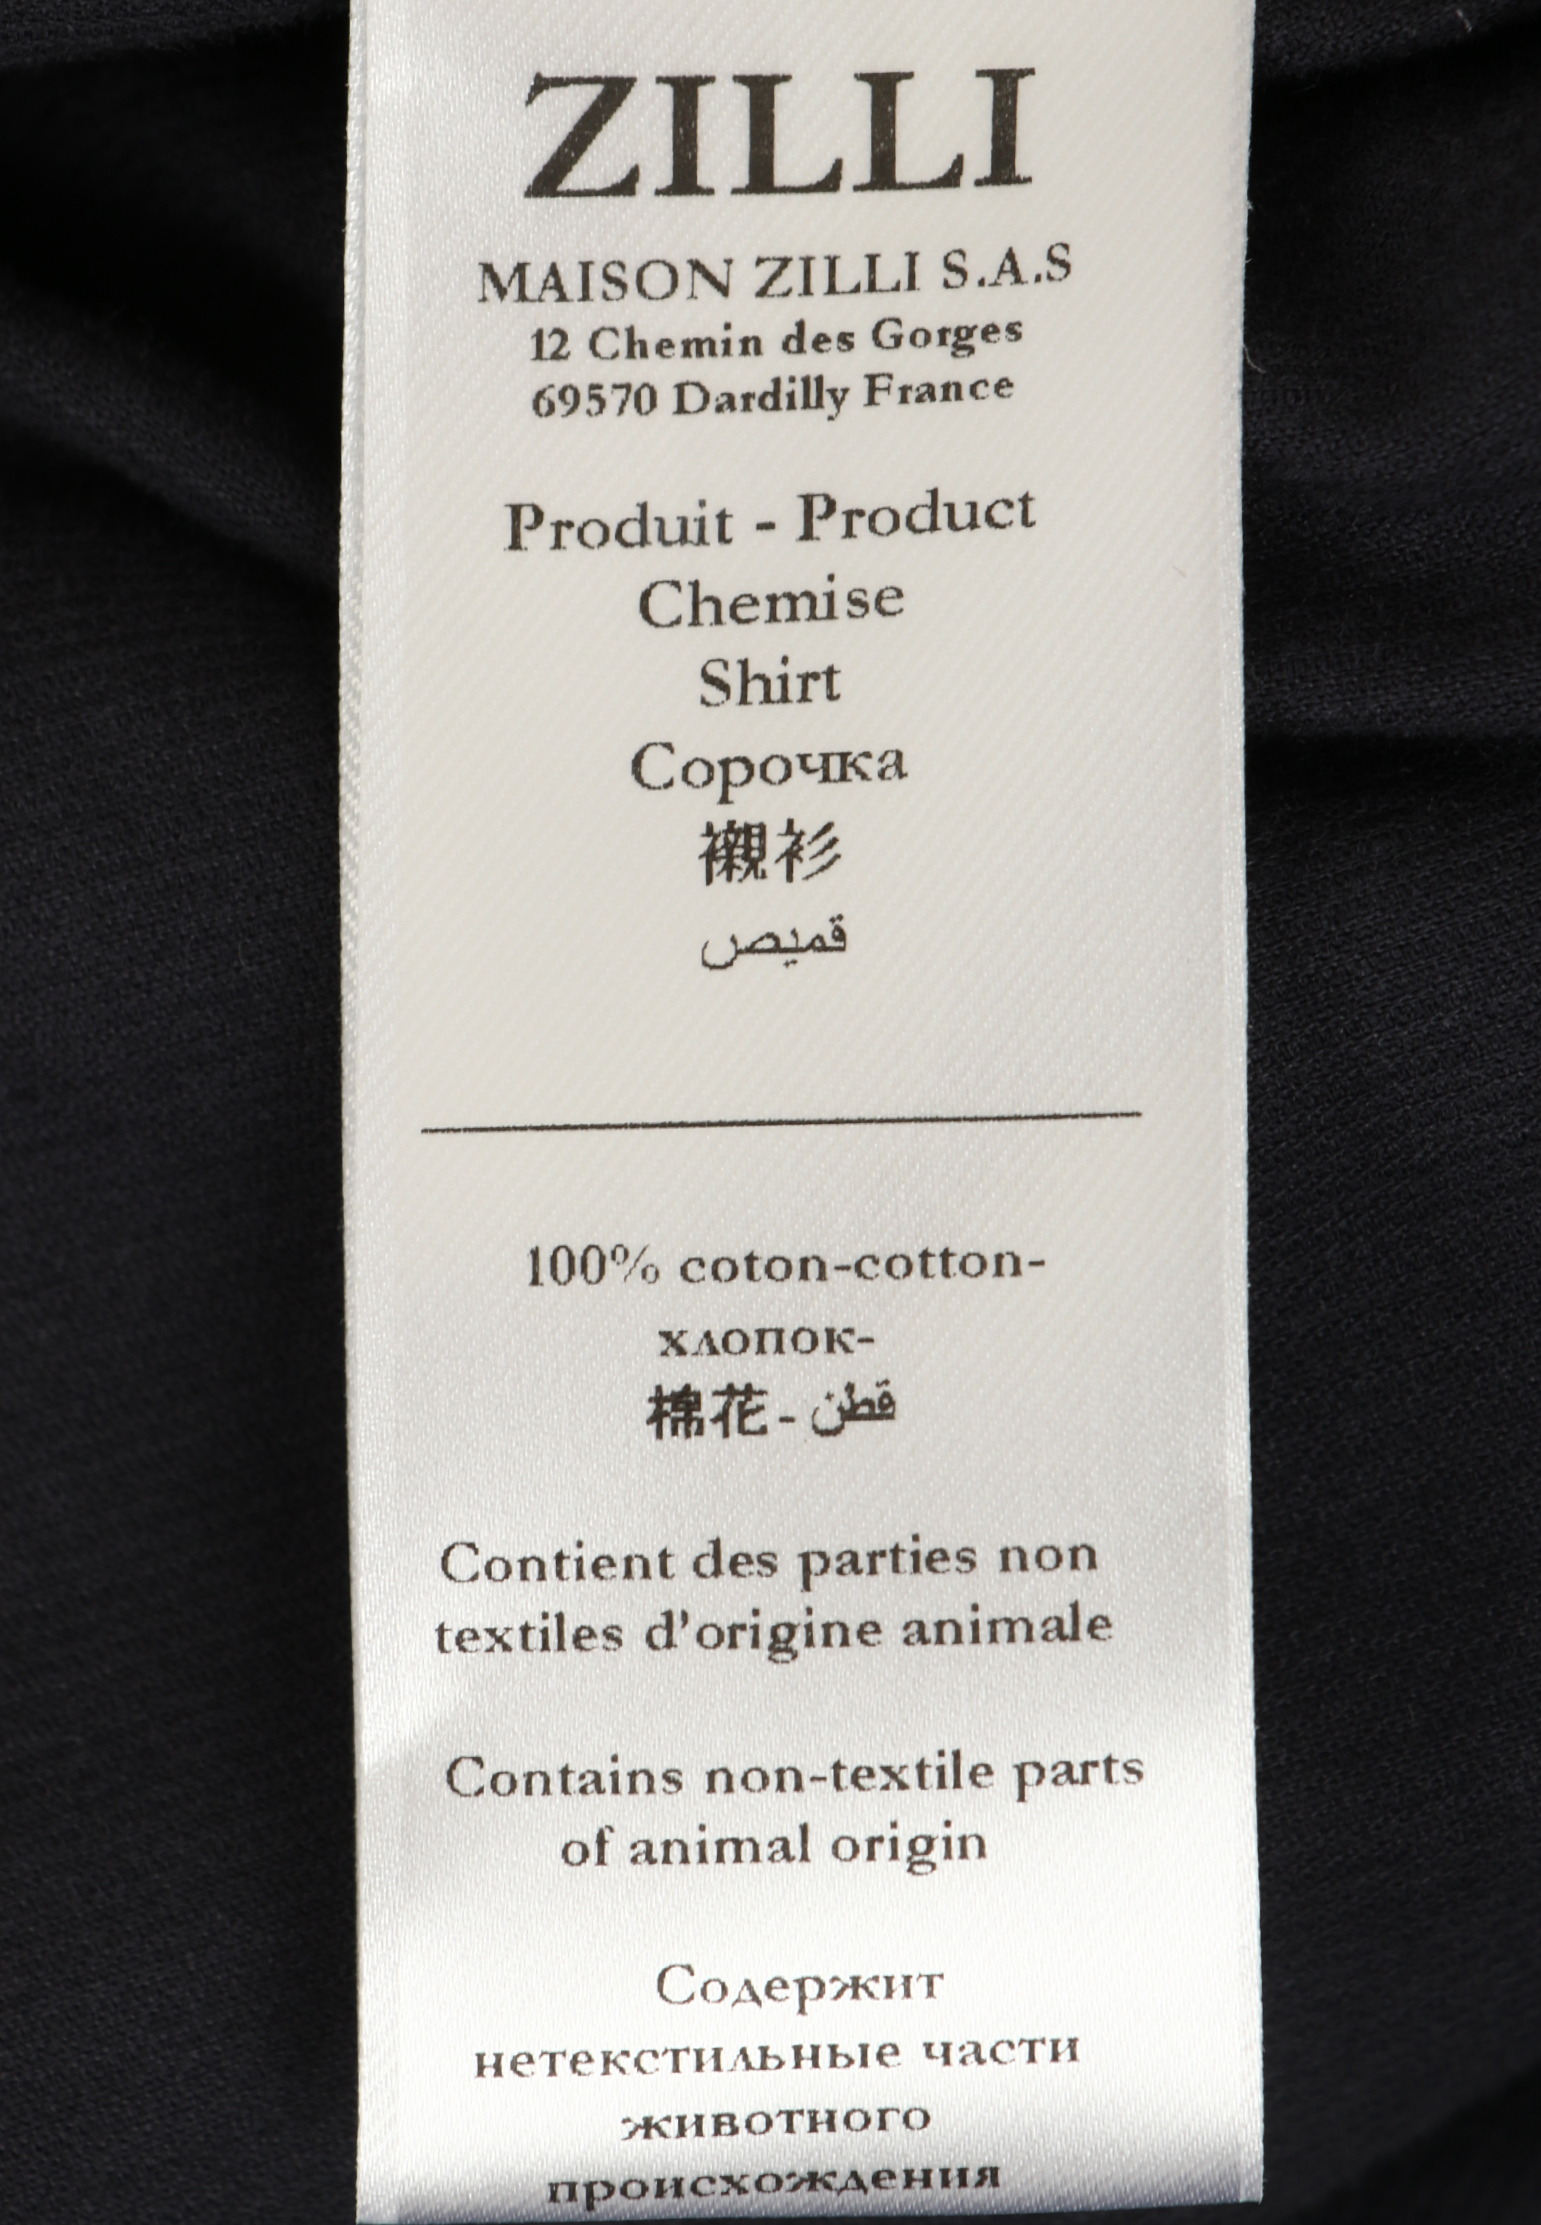 ZILLI
MAISON ZILLI S.A.S
12 Chemin des Gorges
69570 Dardilly France
Produit - Product
Chemise
Shirt
Сорочка
襯衫
قميص
100% coton-cotton-
хлопок-
棉花 - قطن
Contient des parties non
textiles d'origine animale
Contains non-textile parts
of animal origin
Содержит
нетекстильные части
животного
происхождения